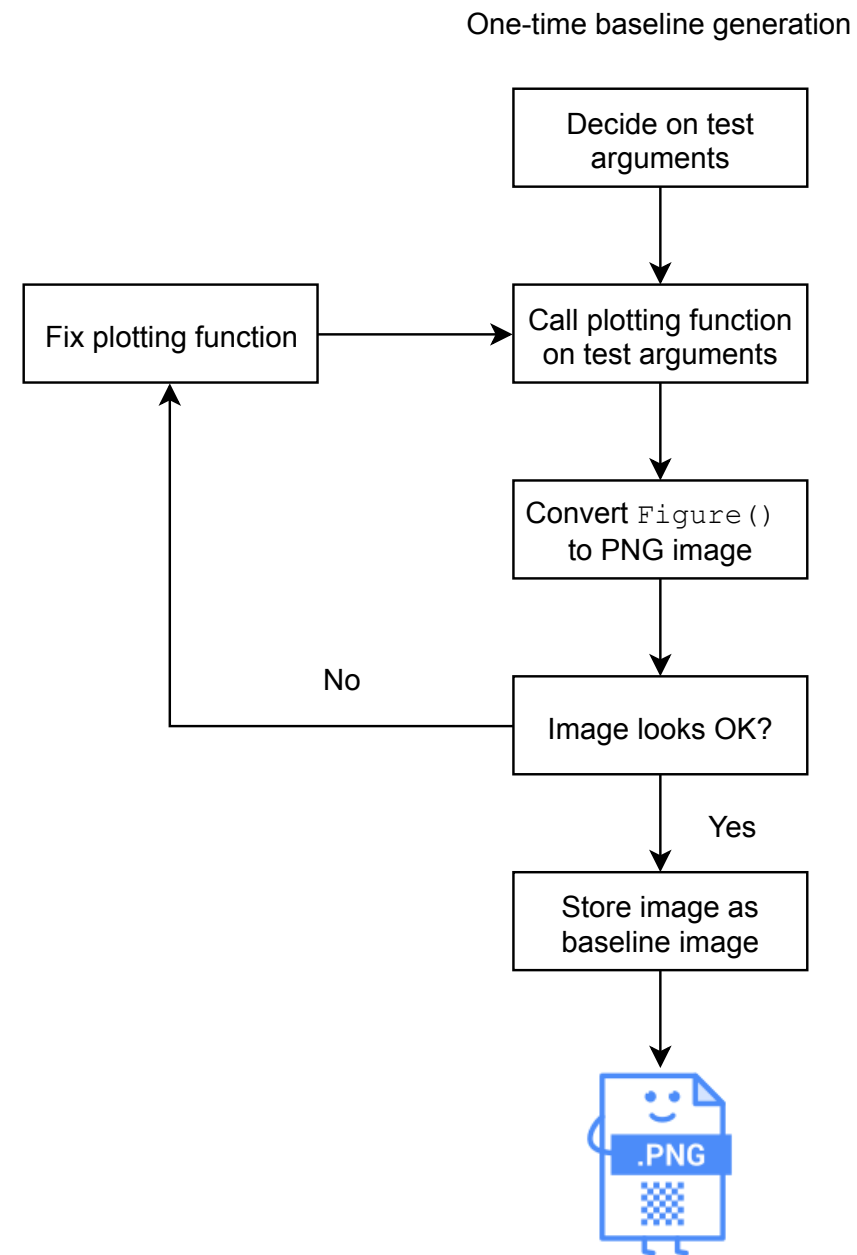 One-time baseline generation
Decide on test
arguments
Fix plotting function
Call plotting function
on test arguments
Convert Figure()
to PNG image
No
Image looks OK?
Yes
Store image as
baseline image
.PNG